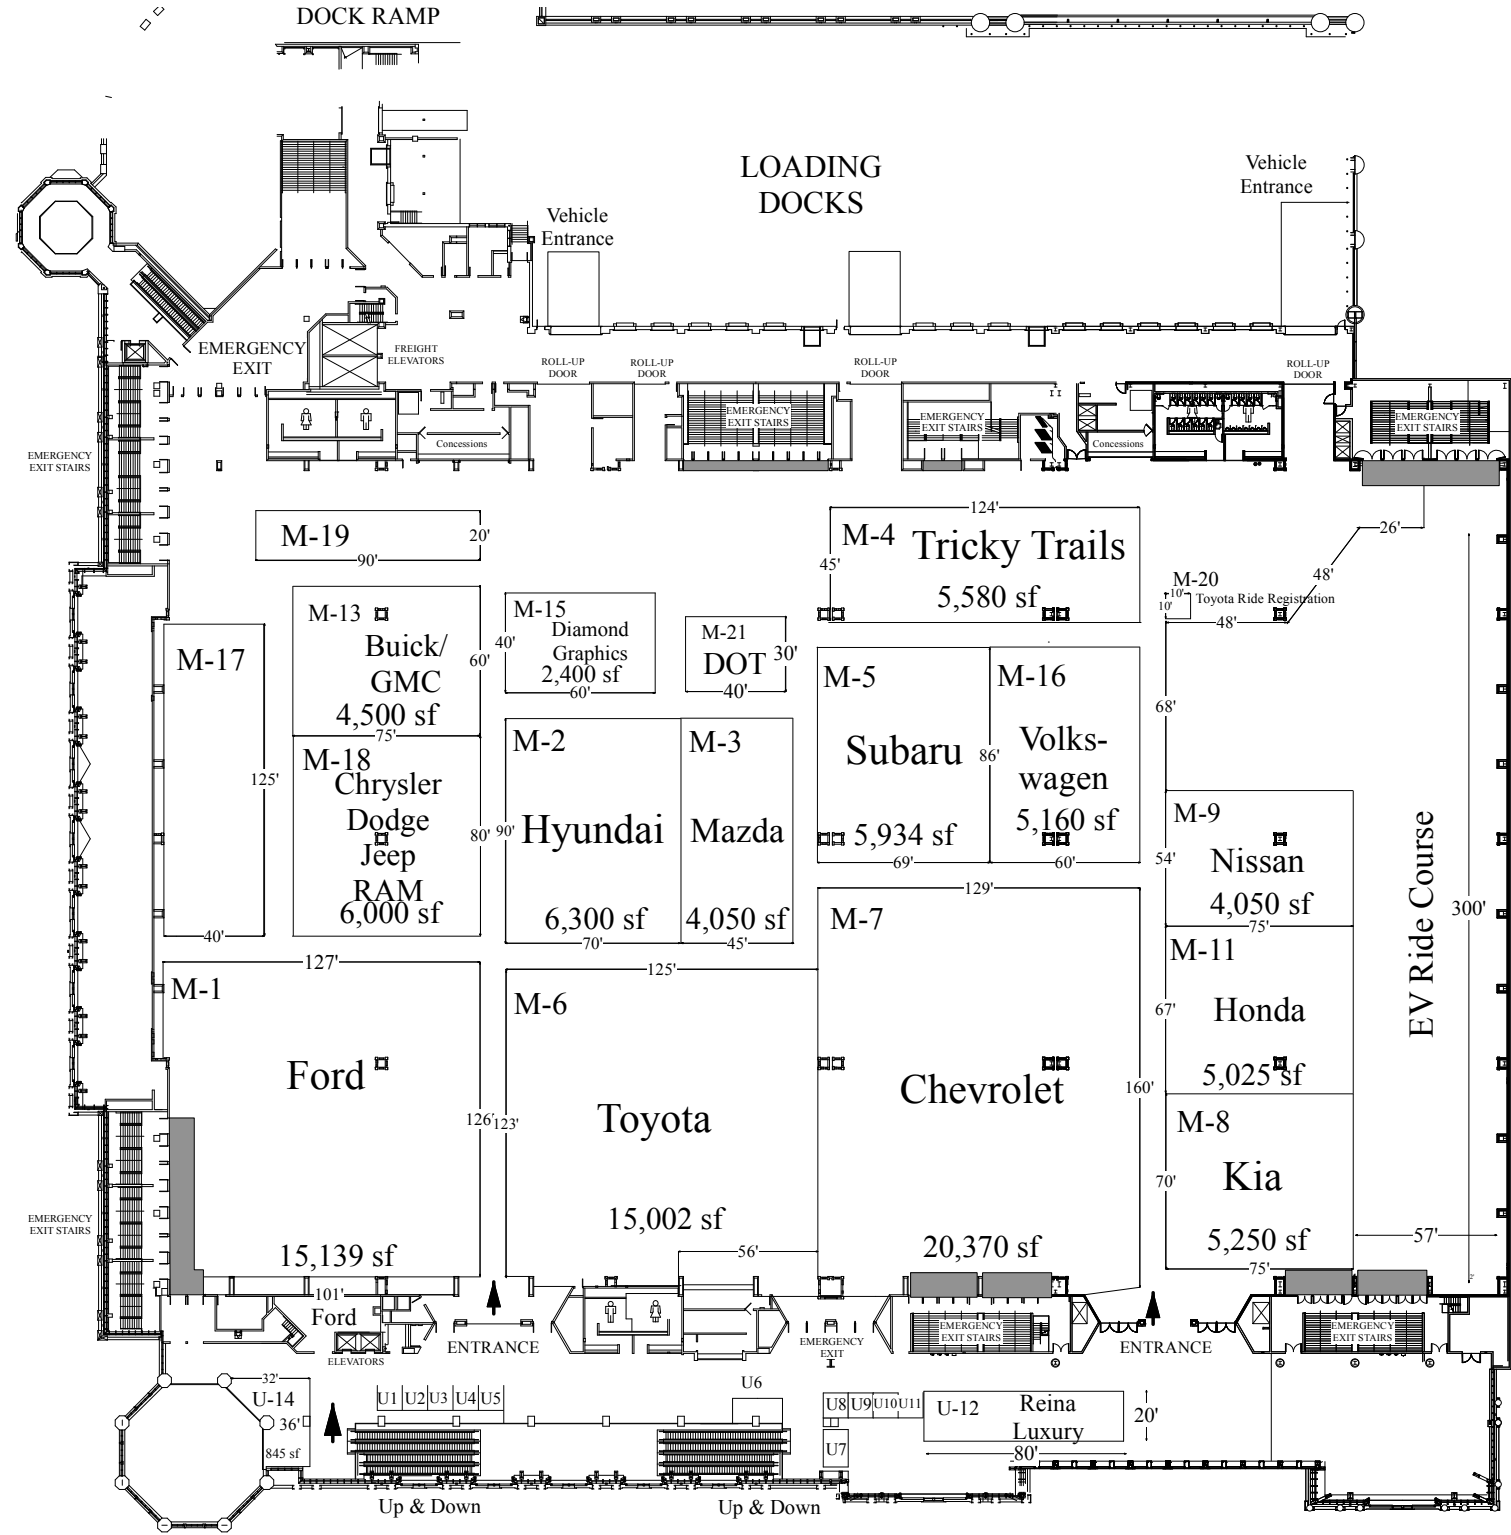 DOCK RAMP
LOADING
DOCKS
Vehicle
Entrance
Vehicle
Entrance
EMERGENCY
EXIT
FREIGHT
ELEVATORS
ROLL-UP
DOOR
ROLL-UP
DOOR
ROLL-UP
DOOR
ROLL-UP
DOOR
EMERGENCY
EXIT STAIRS
EMERGENCY
EXIT STAIRS
EMERGENCY
EXIT STAIRS
EMERGENCY
EXIT STAIRS
Concessions
Concessions
M-19
20'
90'
124'
M-4
Tricky Trails
45'
5,580 sf
26'
48'
M-20
10'
10'
Toyota Ride Registration
48'
M-13
Buick/
GMC
60'
4,500 sf
75'
M-15
Diamond
Graphics
40'
2,400 sf
60'
M-21
DOT
30'
40'
M-17
125'
40'
M-18
Chrysler
Dodge
Jeep
RAM
80'
6,000 sf
M-2
90'
Hyundai
6,300 sf
70'
M-3
Mazda
4,050 sf
45'
M-5
Subaru
86'
5,934 sf
69'
M-16
Volks-
wagen
5,160 sf
60'
68'
M-9
54'
Nissan
4,050 sf
75'
M-11
67'
Honda
5,025 sf
M-8
70'
Kia
5,250 sf
75'
EV Ride Course
300'
57'
2'
127'
M-1
Ford
126'
15,139 sf
101'
Ford
125'
M-6
123'
Toyota
15,002 sf
56'
129'
M-7
Chevrolet
160'
20,370 sf
EMERGENCY
EXIT STAIRS
ELEVATORS
ENTRANCE
EMERGENCY
EXIT
EMERGENCY
EXIT STAIRS
ENTRANCE
EMERGENCY
EXIT STAIRS
32'
U-14
36'
845 sf
U1 U2 U3 U4 U5
U6
U8 U9 U10 U11
U7
U-12
Reina
Luxury
20'
80'
Up & Down
Up & Down